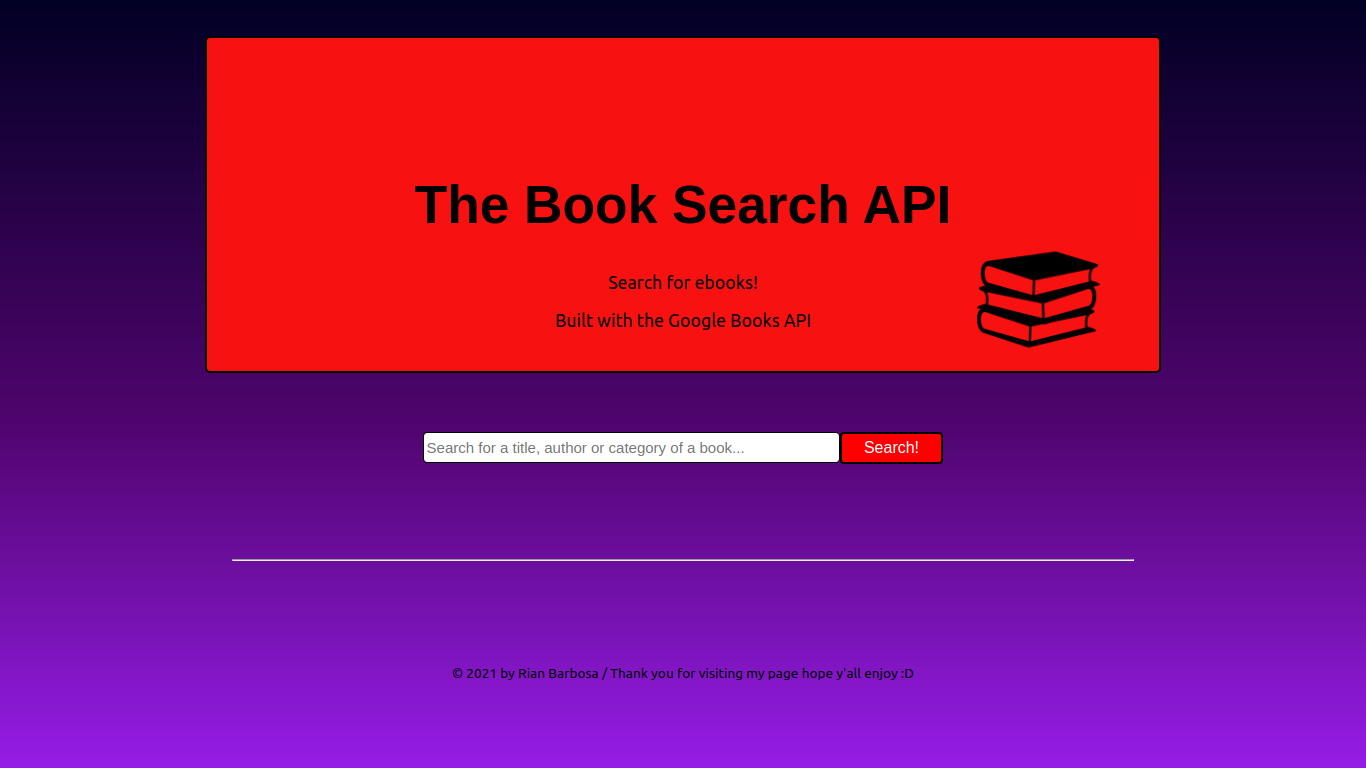 The Book Search API
Search for ebooks!
Built with the Google Books API
Search for a title, author or category of a book...
Search!
© 2021 by Rian Barbosa / Thank you for visiting my page hope y'all enjoy :D